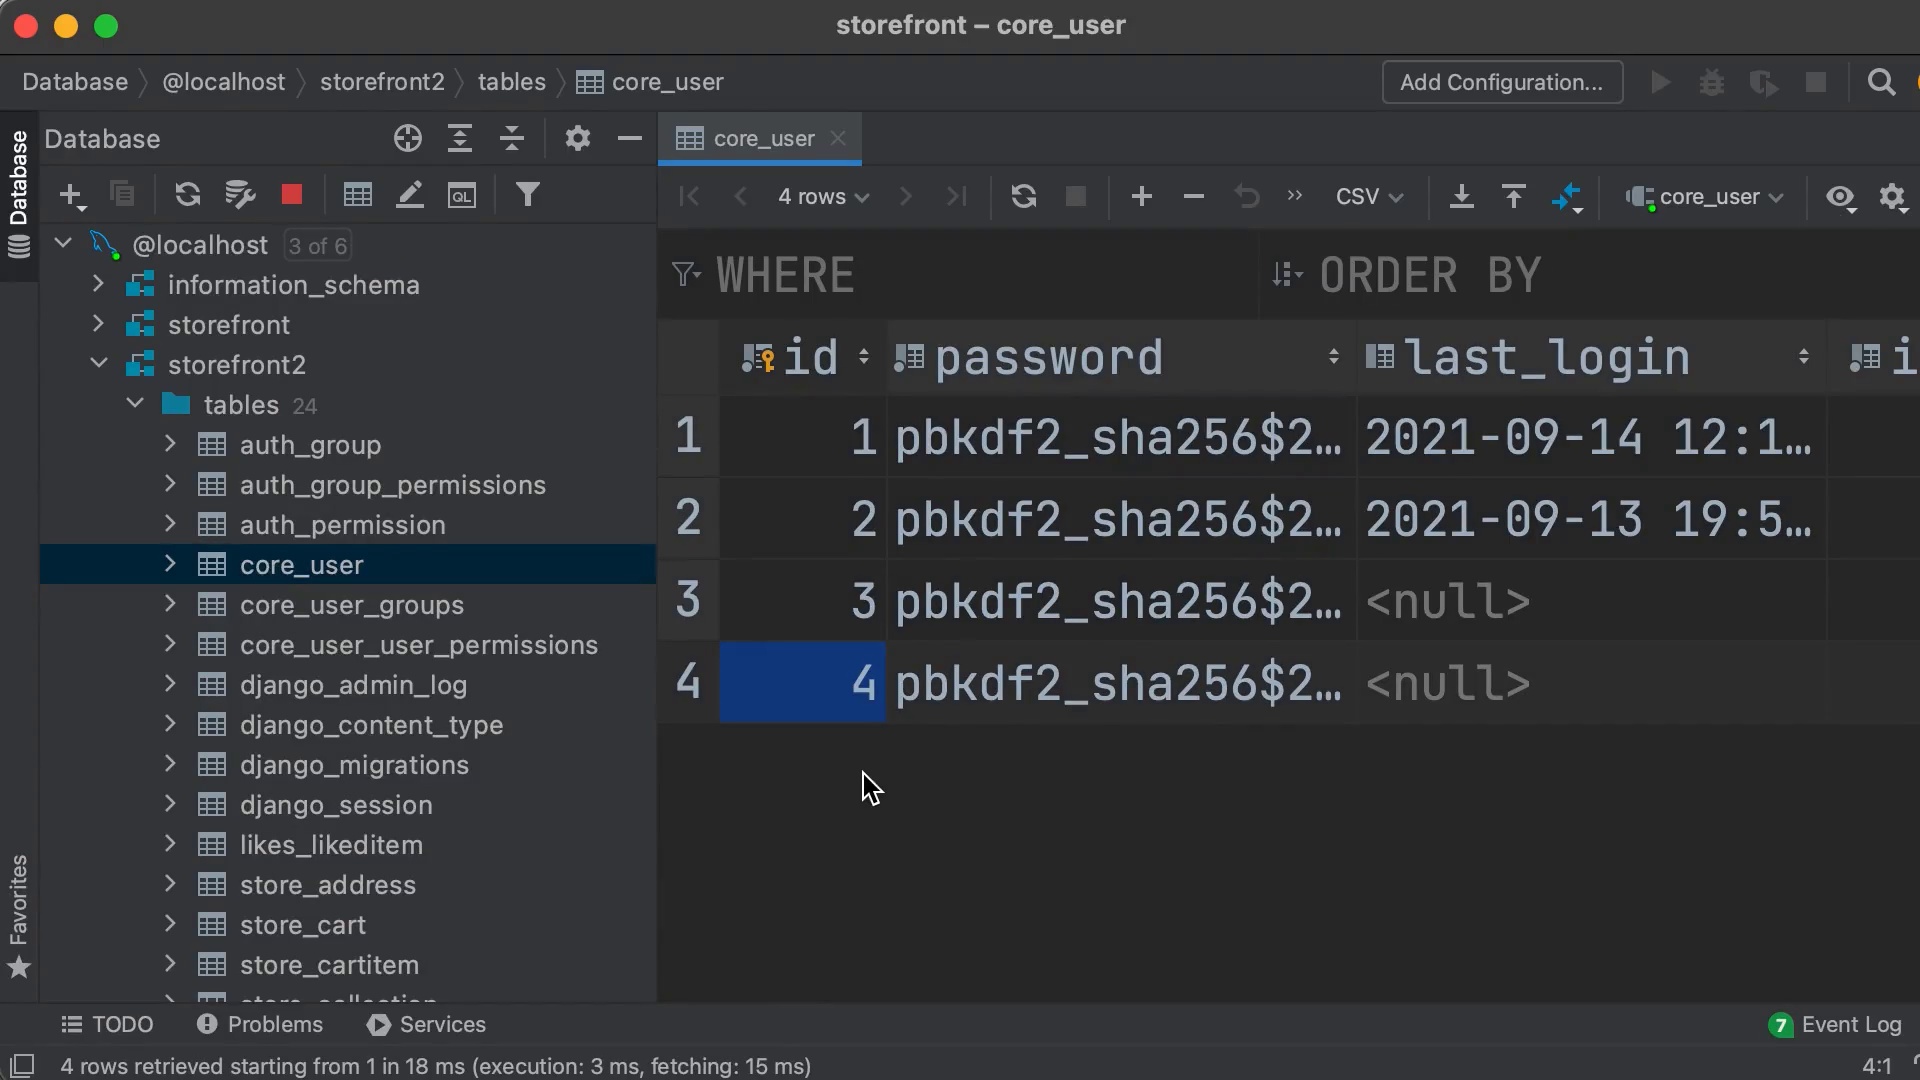 storefront – core_user
Database @localhost storefront2 tables core_user Add Configuration...
Database
Database
core_user
4 rows CSV core_user
QL
WHERE ORDER BY
@localhost 3 of 6
information_schema
storefront
storefront2
tables 24
auth_group
auth_group_permissions
auth_permission
core_user
core_user_groups
core_user_user_permissions
django_admin_log
django_content_type
django_migrations
django_session
likes_likeditem
store_address
store_cart
store_cartitem
store_collection
id password last_login i
1 1 pbkdf2_sha256$2… 2021-09-14 12:1…
2 2 pbkdf2_sha256$2… 2021-09-13 19:5…
3 3 pbkdf2_sha256$2… <null>
4 4 pbkdf2_sha256$2… <null>
Favorites
TODO Problems Services 7 Event Log
4 rows retrieved starting from 1 in 18 ms (execution: 3 ms, fetching: 15 ms) 4:1